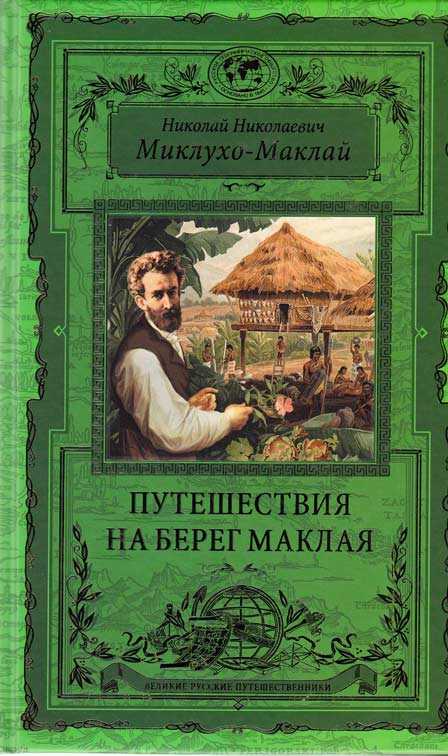 Николай Николаевич
Миклухо-Маклай
ПУТЕШЕСТВИЯ
НА БЕРЕГ МАКЛАЯ
ВЕЛИКИЕ РУССКИЕ ПУТЕШЕСТВЕННИКИ